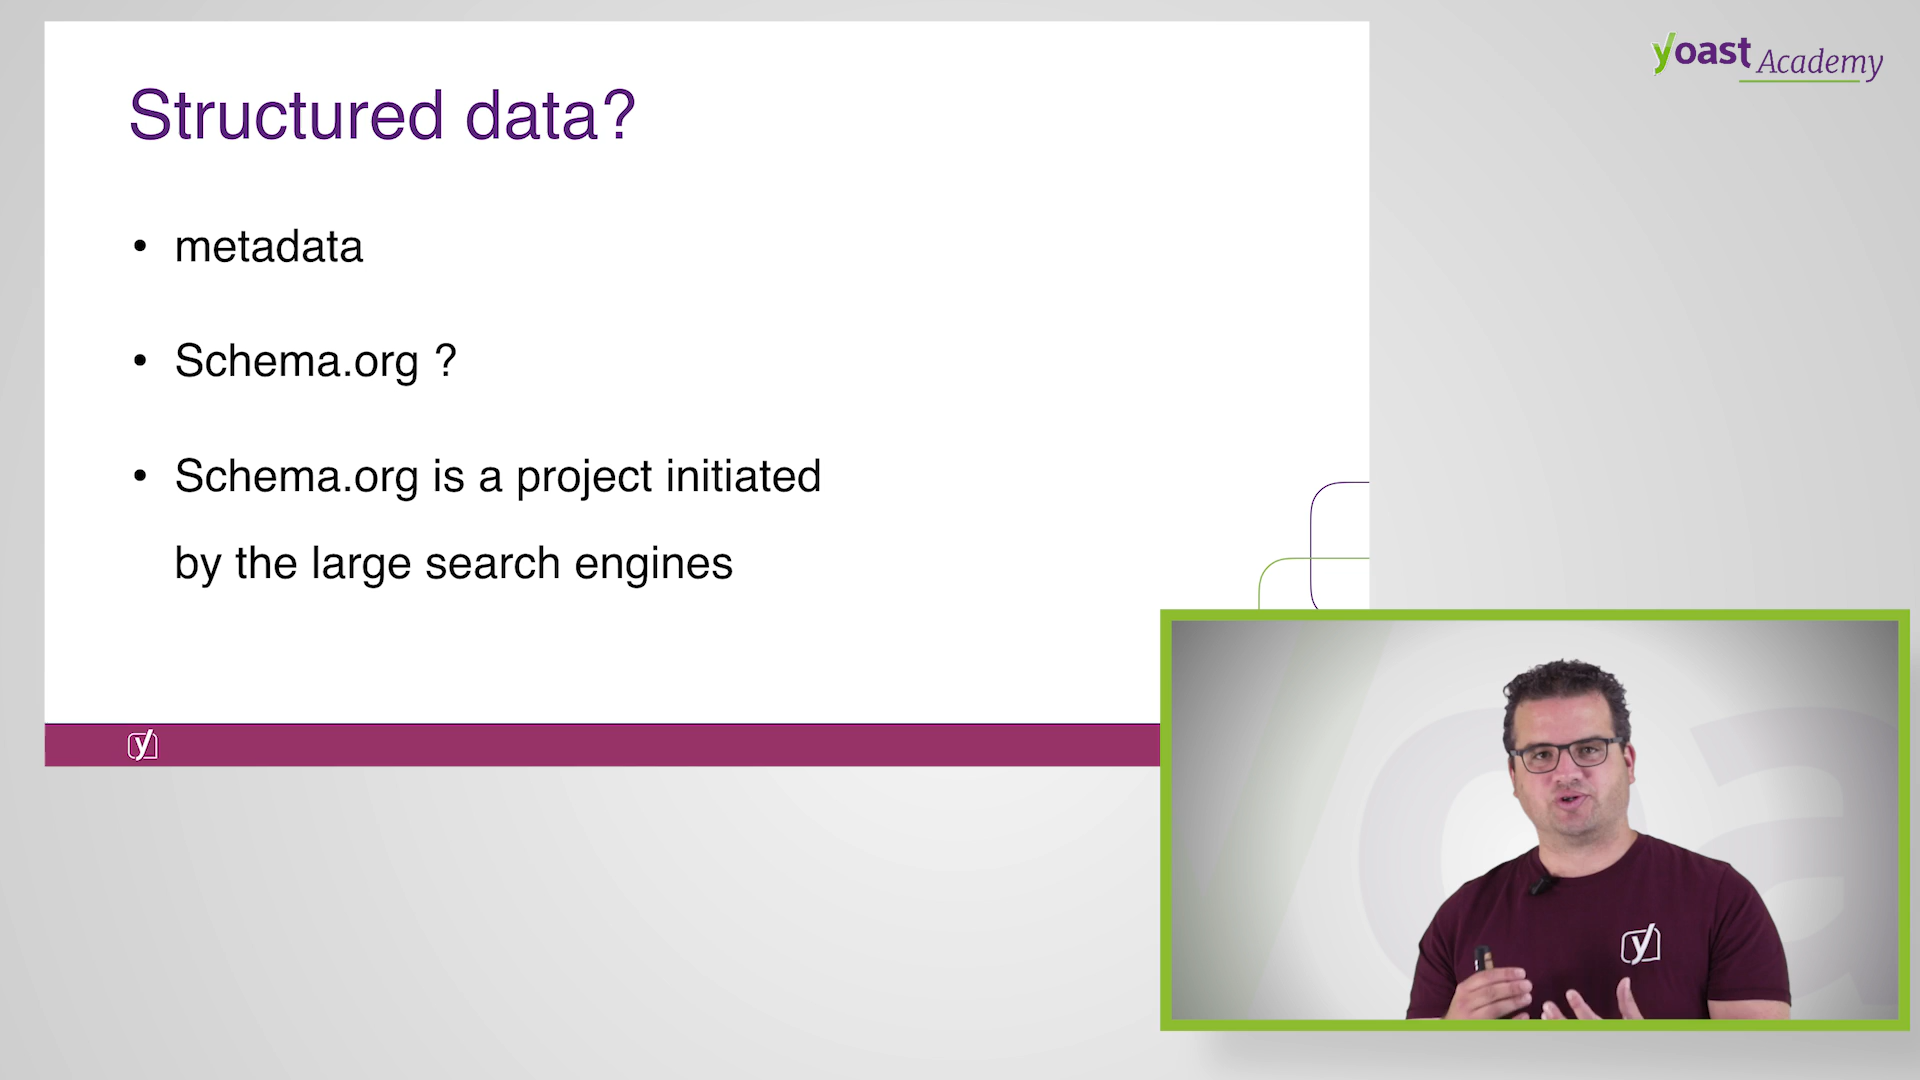 yoast Academy
Structured data?
• metadata
• Schema.org ?
• Schema.org is a project initiated
by the large search engines
y
y